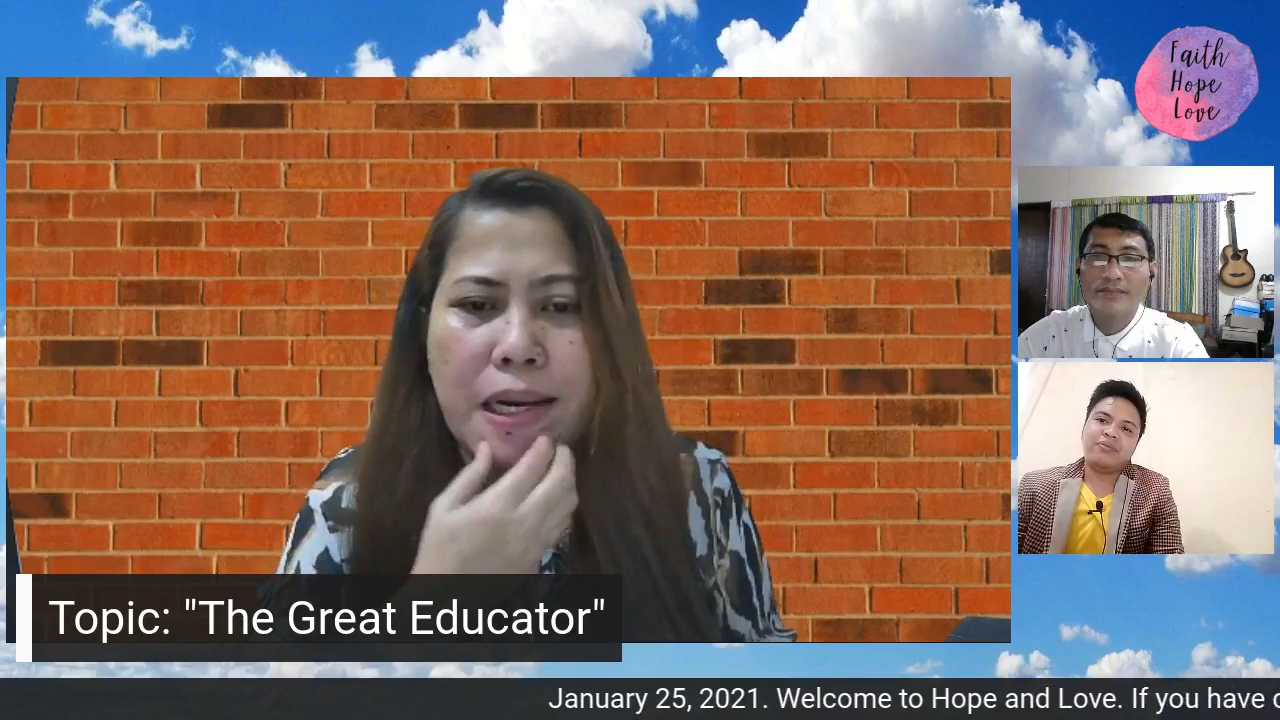 Faith
Hope
Love
Topic: "The Great Educator"
January 25, 2021. Welcome to Hope and Love. If you have